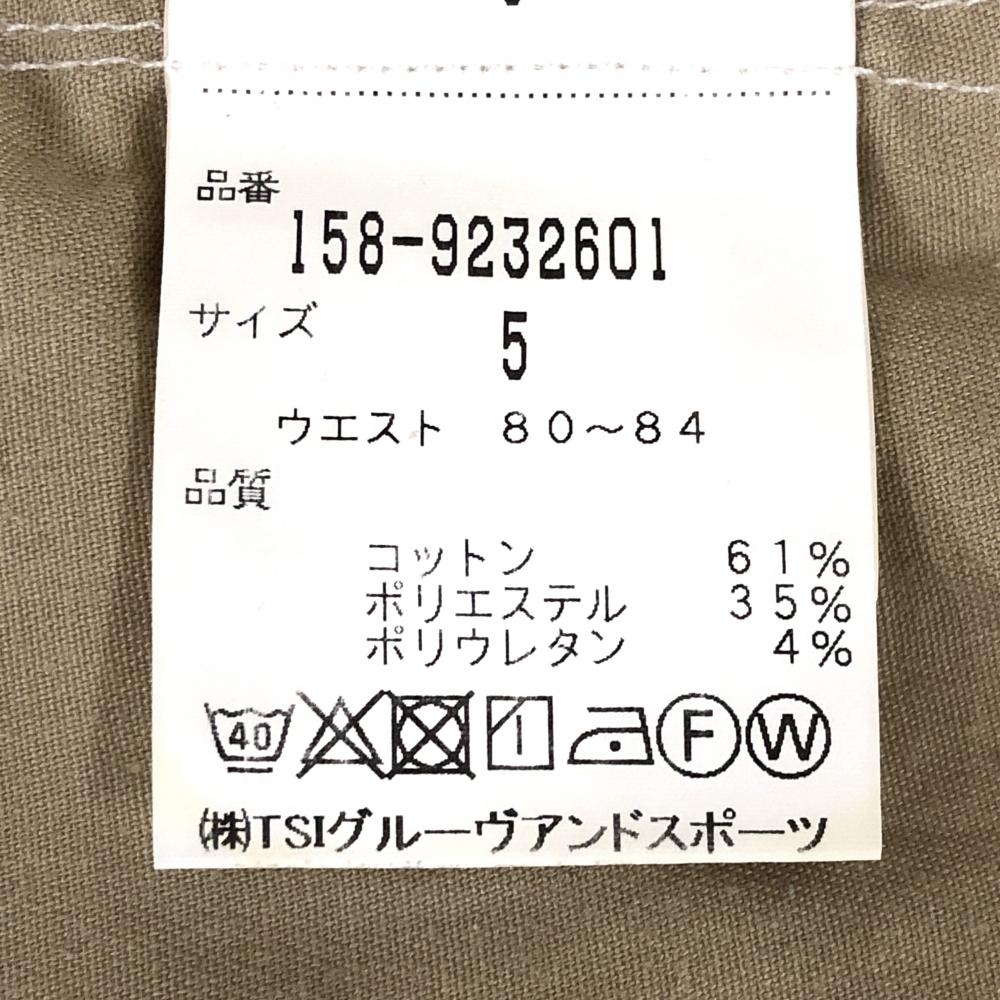 品番
158-9232601
サイズ
5
ウエスト 80～84
品質
コットン 61%
ポリエステル 35%
ポリウレタン 4%
40 F W
㈱TSIグルーヴアンドスポーツ